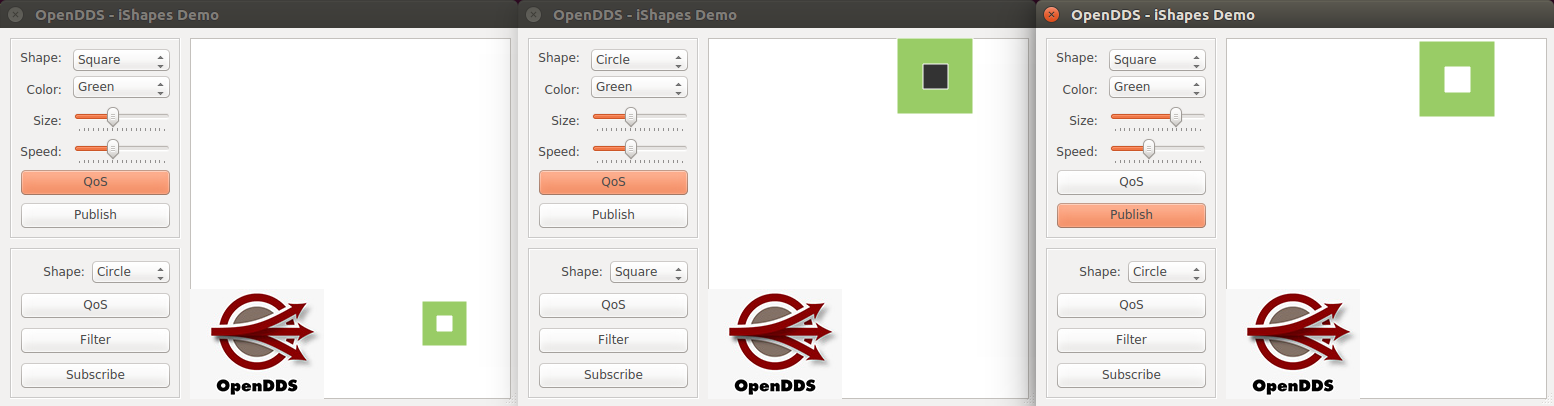 OpenDDS - iShapes Demo
Shape: Square
Color: Green
Size:
Speed:
QoS
Publish
Shape: Circle
QoS
Filter
Subscribe
OpenDDS
OpenDDS - iShapes Demo
Shape: Circle
Color: Green
Size:
Speed:
QoS
Publish
Shape: Square
QoS
Filter
Subscribe
OpenDDS
OpenDDS - iShapes Demo
Shape: Square
Color: Green
Size:
Speed:
QoS
Publish
Shape: Circle
QoS
Filter
Subscribe
OpenDDS